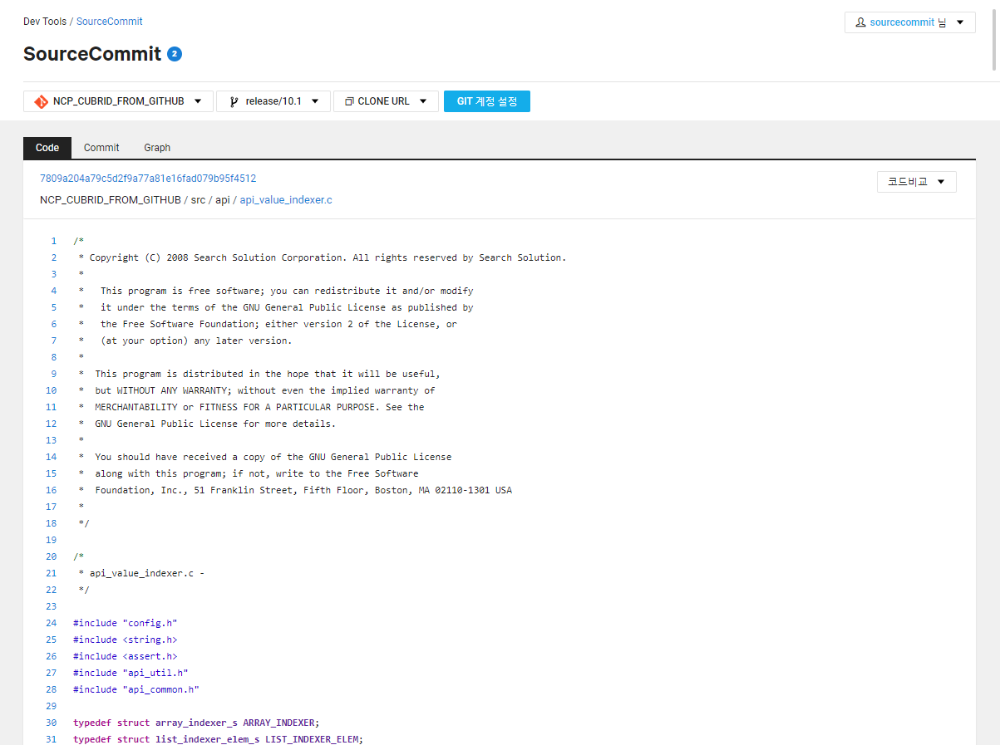 Dev Tools / SourceCommit
sourcecommit 님
SourceCommit 2
NCP_CUBRID_FROM_GITHUB release/10.1 CLONE URL GIT 계정 설정
Code Commit Graph
7809a204a79c5d2f9a77a81e16fad079b95f4512
코드비교
NCP_CUBRID_FROM_GITHUB / src / api / api_value_indexer.c
1 /*
2 * Copyright (C) 2008 Search Solution Corporation. All rights reserved by Search Solution.
3 *
4 * This program is free software; you can redistribute it and/or modify
5 * it under the terms of the GNU General Public License as published by
6 * the Free Software Foundation; either version 2 of the License, or
7 * (at your option) any later version.
8 *
9 * This program is distributed in the hope that it will be useful,
10 * but WITHOUT ANY WARRANTY; without even the implied warranty of
11 * MERCHANTABILITY or FITNESS FOR A PARTICULAR PURPOSE. See the
12 * GNU General Public License for more details.
13 *
14 * You should have received a copy of the GNU General Public License
15 * along with this program; if not, write to the Free Software
16 * Foundation, Inc., 51 Franklin Street, Fifth Floor, Boston, MA 02110-1301 USA
17 *
18 */
19
20 /*
21 * api_value_indexer.c -
22 */
23
24 #include "config.h"
25 #include <string.h>
26 #include <assert.h>
27 #include "api_util.h"
28 #include "api_common.h"
29
30 typedef struct array_indexer_s ARRAY_INDEXER;
31 typedef struct list_indexer_elem_s LIST_INDEXER_ELEM;